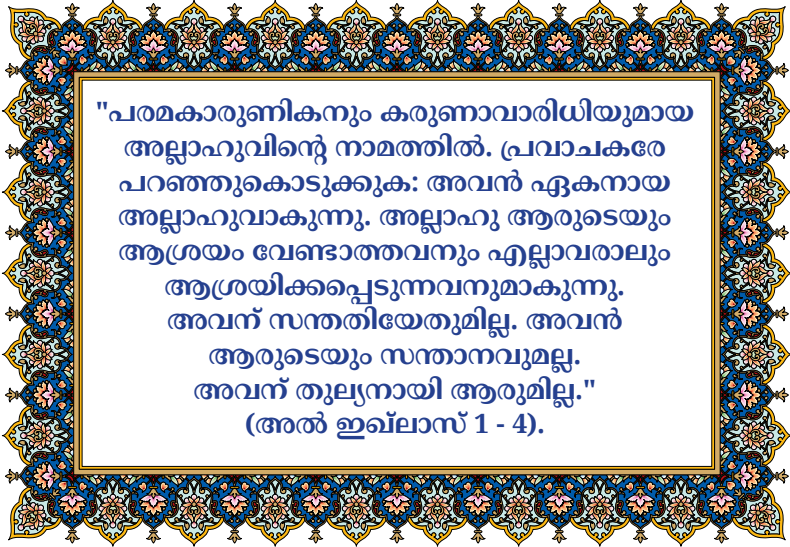 "പരമകാരുണികനും കരുണാവാരിധിയുമായ
അല്ലാഹുവിന്റെ നാമത്തിൽ. പ്രവാചകരേ
പറഞ്ഞുകൊടുക്കുക: അവൻ ഏകനായ
അല്ലാഹുവാകുന്നു. അല്ലാഹു ആരുടെയും
ആശ്രയം വേണ്ടാത്തവനും എല്ലാവരാലും
ആശ്രയിക്കപ്പെടുന്നവനുമാകുന്നു.
അവന് സന്തതിയേതുമില്ല. അവൻ
ആരുടെയും സന്താനവുമല്ല.
അവന് തുല്യനായി ആരുമില്ല."
(അൽ ഇഖ്‌ലാസ് 1 - 4).